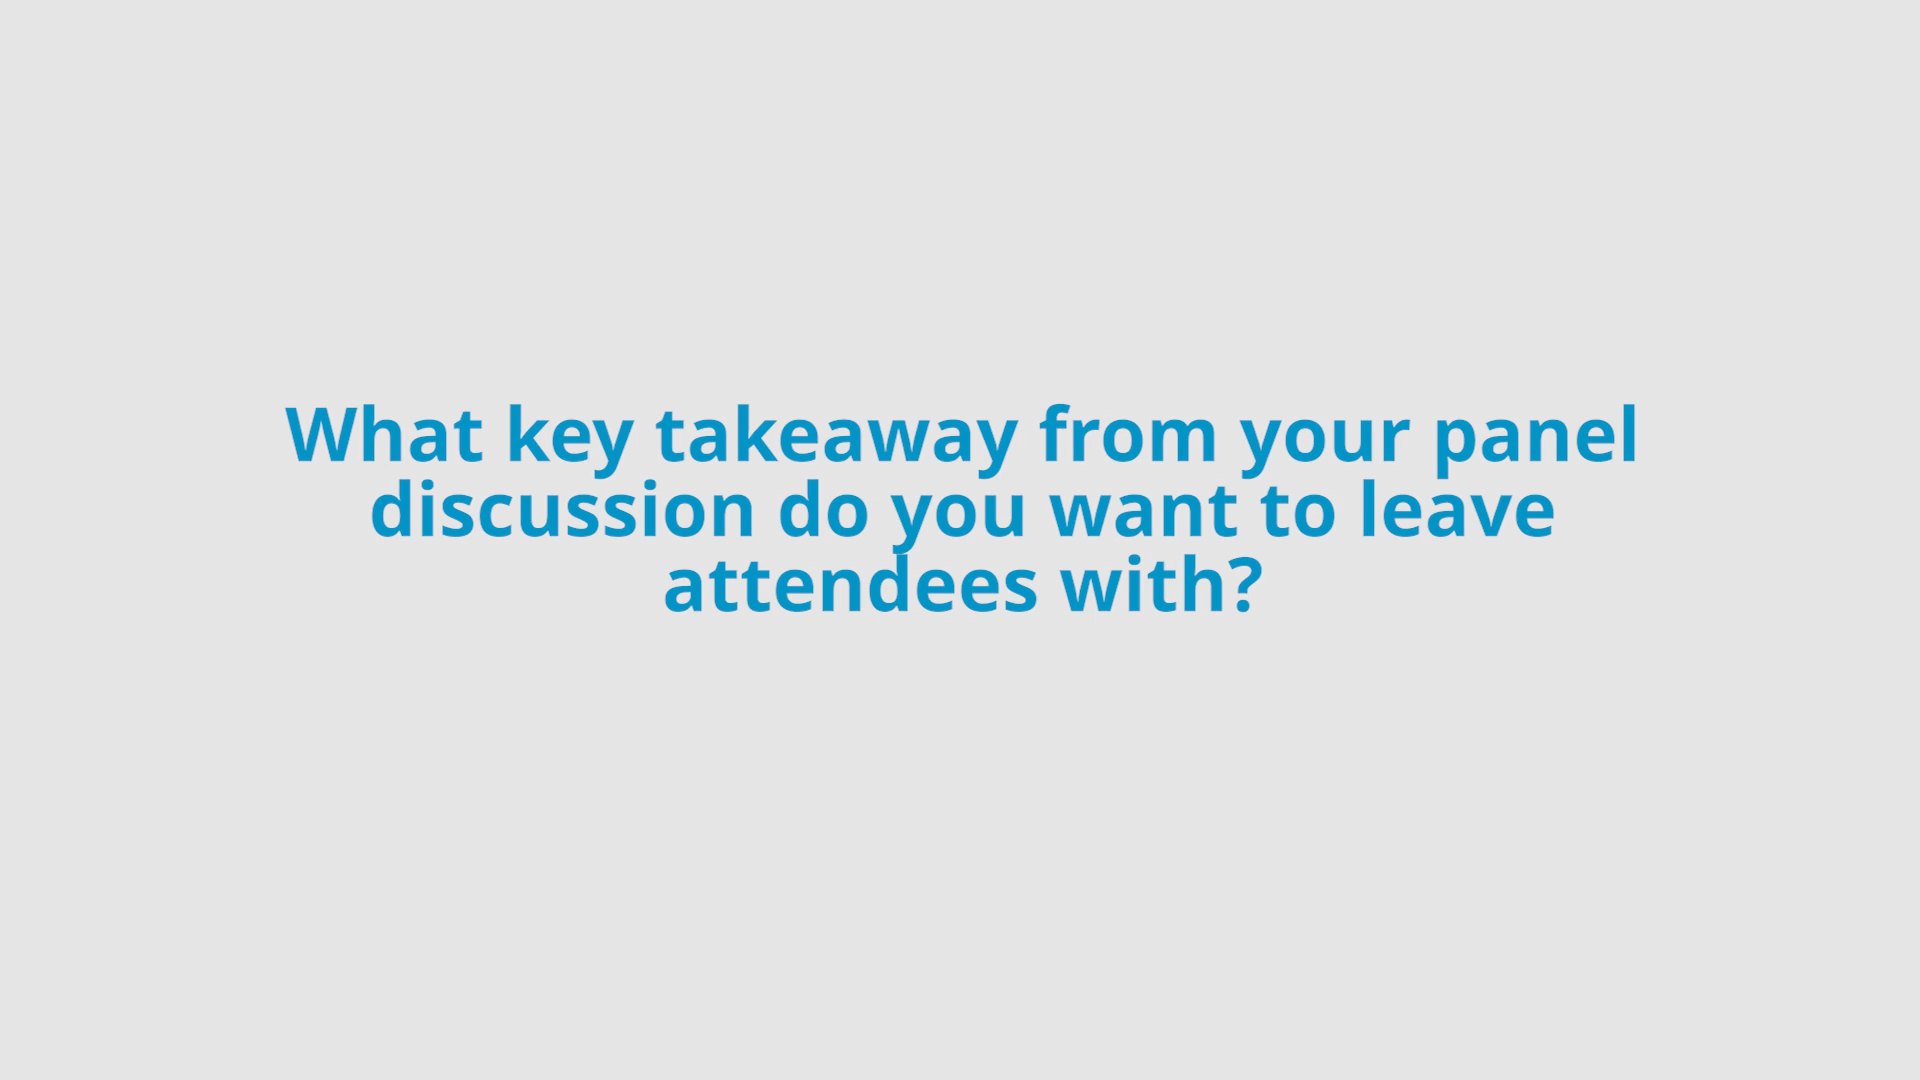 What key takeaway from your panel
discussion do you want to leave
attendees with?